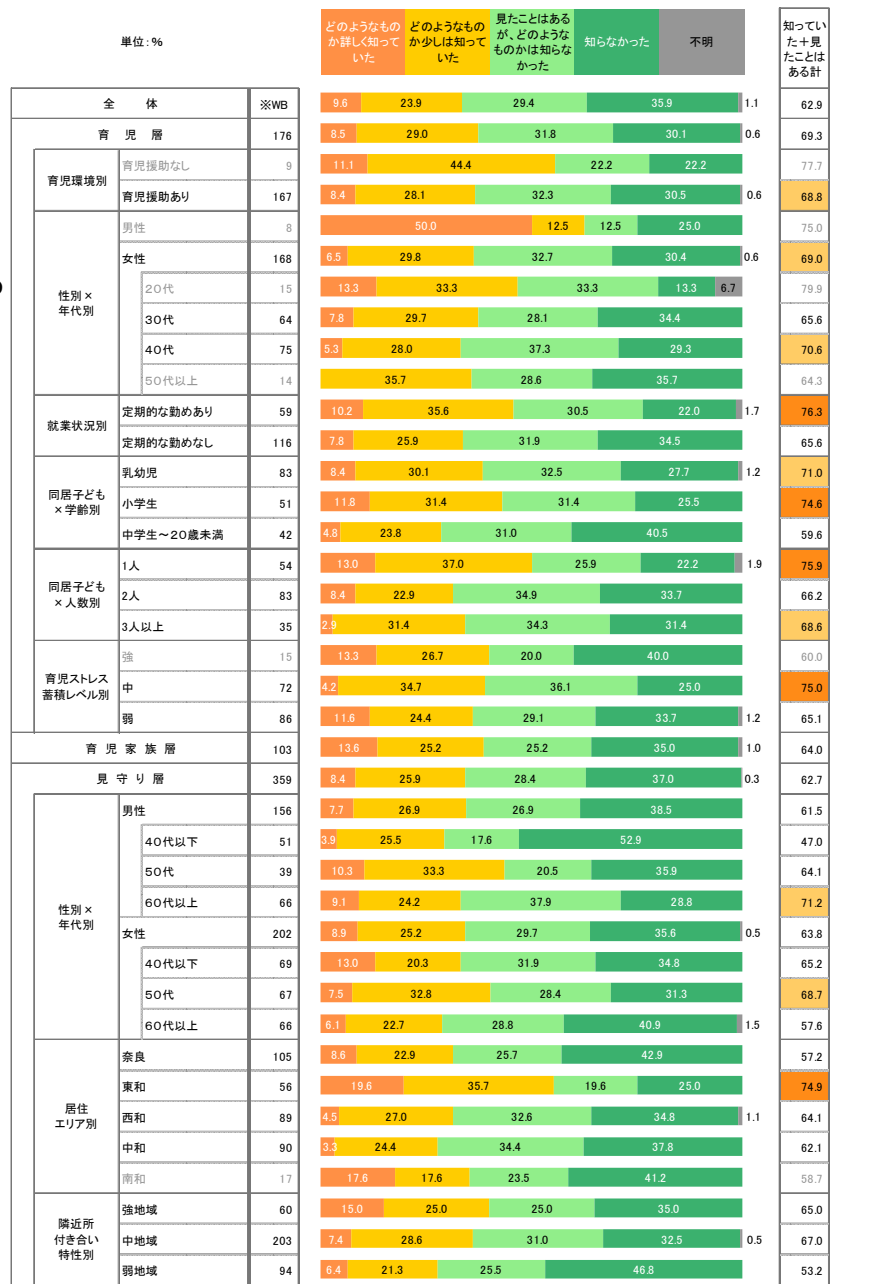 単位：％
どのようなものか詳しく知っていた
どのようなものか少しは知っていた
見たことはあるが、どのようなものかは知らなかった
知らなかった
不明
知っていた＋見たことはある計
全体 ※WB 9.6 23.9 29.4 35.9 1.1 62.9
育児層 176 8.5 29.0 31.8 30.1 0.6 69.3
育児環境別
育児援助なし 9 11.1 44.4 22.2 22.2 77.7
育児援助あり 167 8.4 28.1 32.3 30.5 0.6 68.8
性別×年代別
男性 8 50.0 12.5 12.5 25.0 75.0
女性 168 6.5 29.8 32.7 30.4 0.6 69.0
20代 15 13.3 33.3 33.3 13.3 6.7 79.9
30代 64 7.8 29.7 28.1 34.4 65.6
40代 75 5.3 28.0 37.3 29.3 70.6
50代以上 14 35.7 28.6 35.7 64.3
就業状況別
定期的な勤めあり 59 10.2 35.6 30.5 22.0 1.7 76.3
定期的な勤めなし 116 7.8 25.9 31.9 34.5 65.6
同居子ども×学齢別
乳幼児 83 8.4 30.1 32.5 27.7 1.2 71.0
小学生 51 11.8 31.4 31.4 25.5 74.6
中学生～20歳未満 42 4.8 23.8 31.0 40.5 59.6
同居子ども×人数別
1人 54 13.0 37.0 25.9 22.2 1.9 75.9
2人 83 8.4 22.9 34.9 33.7 66.2
3人以上 35 2.9 31.4 34.3 31.4 68.6
育児ストレス蓄積レベル別
強 15 13.3 26.7 20.0 40.0 60.0
中 72 4.2 34.7 36.1 25.0 75.0
弱 86 11.6 24.4 29.1 33.7 1.2 65.1
育児家族層 103 13.6 25.2 25.2 35.0 1.0 64.0
見守り層 359 8.4 25.9 28.4 37.0 0.3 62.7
性別×年代別
男性 156 7.7 26.9 26.9 38.5 61.5
40代以下 51 3.9 25.5 17.6 52.9 47.0
50代 39 10.3 33.3 20.5 35.9 64.1
60代以上 66 9.1 24.2 37.9 28.8 71.2
女性 202 8.9 25.2 29.7 35.6 0.5 63.8
40代以下 69 13.0 20.3 31.9 34.8 65.2
50代 67 7.5 32.8 28.4 31.3 68.7
60代以上 66 6.1 22.7 28.8 40.9 1.5 57.6
居住エリア別
奈良 105 8.6 22.9 25.7 42.9 57.2
東和 56 19.6 35.7 19.6 25.0 74.9
西和 89 4.5 27.0 32.6 34.8 1.1 64.1
中和 90 3.3 24.4 34.4 37.8 62.1
南和 17 17.6 17.6 23.5 41.2 58.7
隣近所付き合い特性別
強地域 60 15.0 25.0 25.0 35.0 65.0
中地域 203 7.4 28.6 31.0 32.5 0.5 67.0
弱地域 94 6.4 21.3 25.5 46.8 53.2